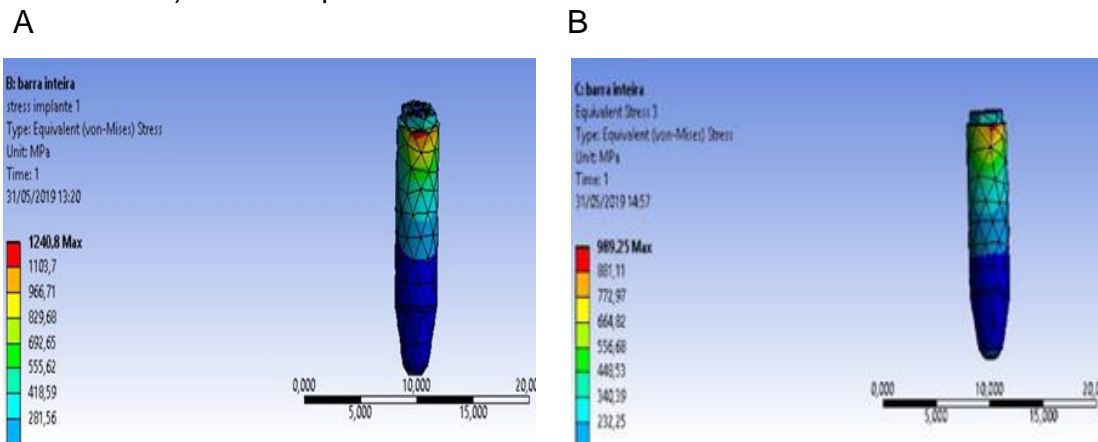 A
B
B: barra inteira
stress implante 1
Type: Equivalent (von-Mises) Stress
Unit: MPa
Time: 1
31/05/2019 13:20
1240,8 Max
1103,7
966,71
829,68
692,65
555,62
418,59
281,56
0,000
10,000
20,0
5,000
15,000
C: barra inteira
Equivalent Stress 3
Type: Equivalent (von-Mises) Stress
Unit: MPa
Time: 1
31/05/2019 14:57
989,25 Max
881,11
772,97
664,82
556,68
448,53
340,39
232,25
0,000
10,000
20,0
5,000
15,000